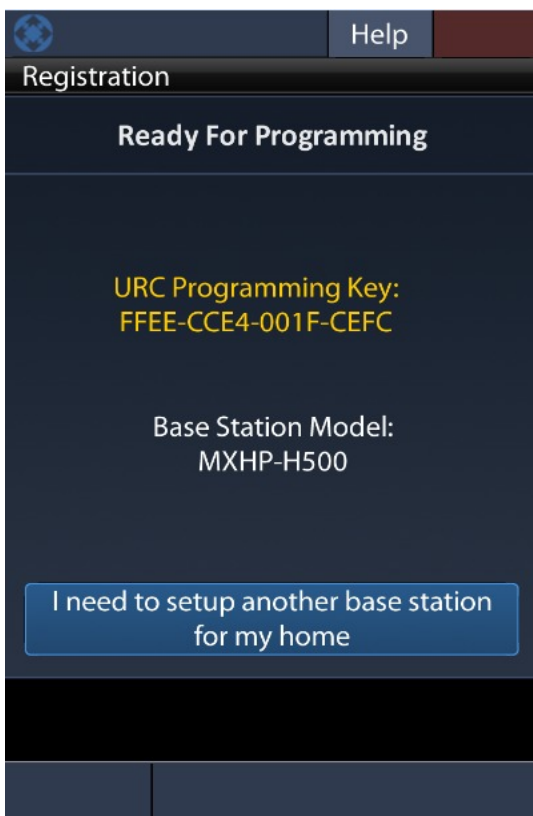 Help
Registration
Ready For Programming
URC Programming Key:
FFEE-CCE4-001F-CEFC
Base Station Model:
MXHP-H500
I need to setup another base station
for my home